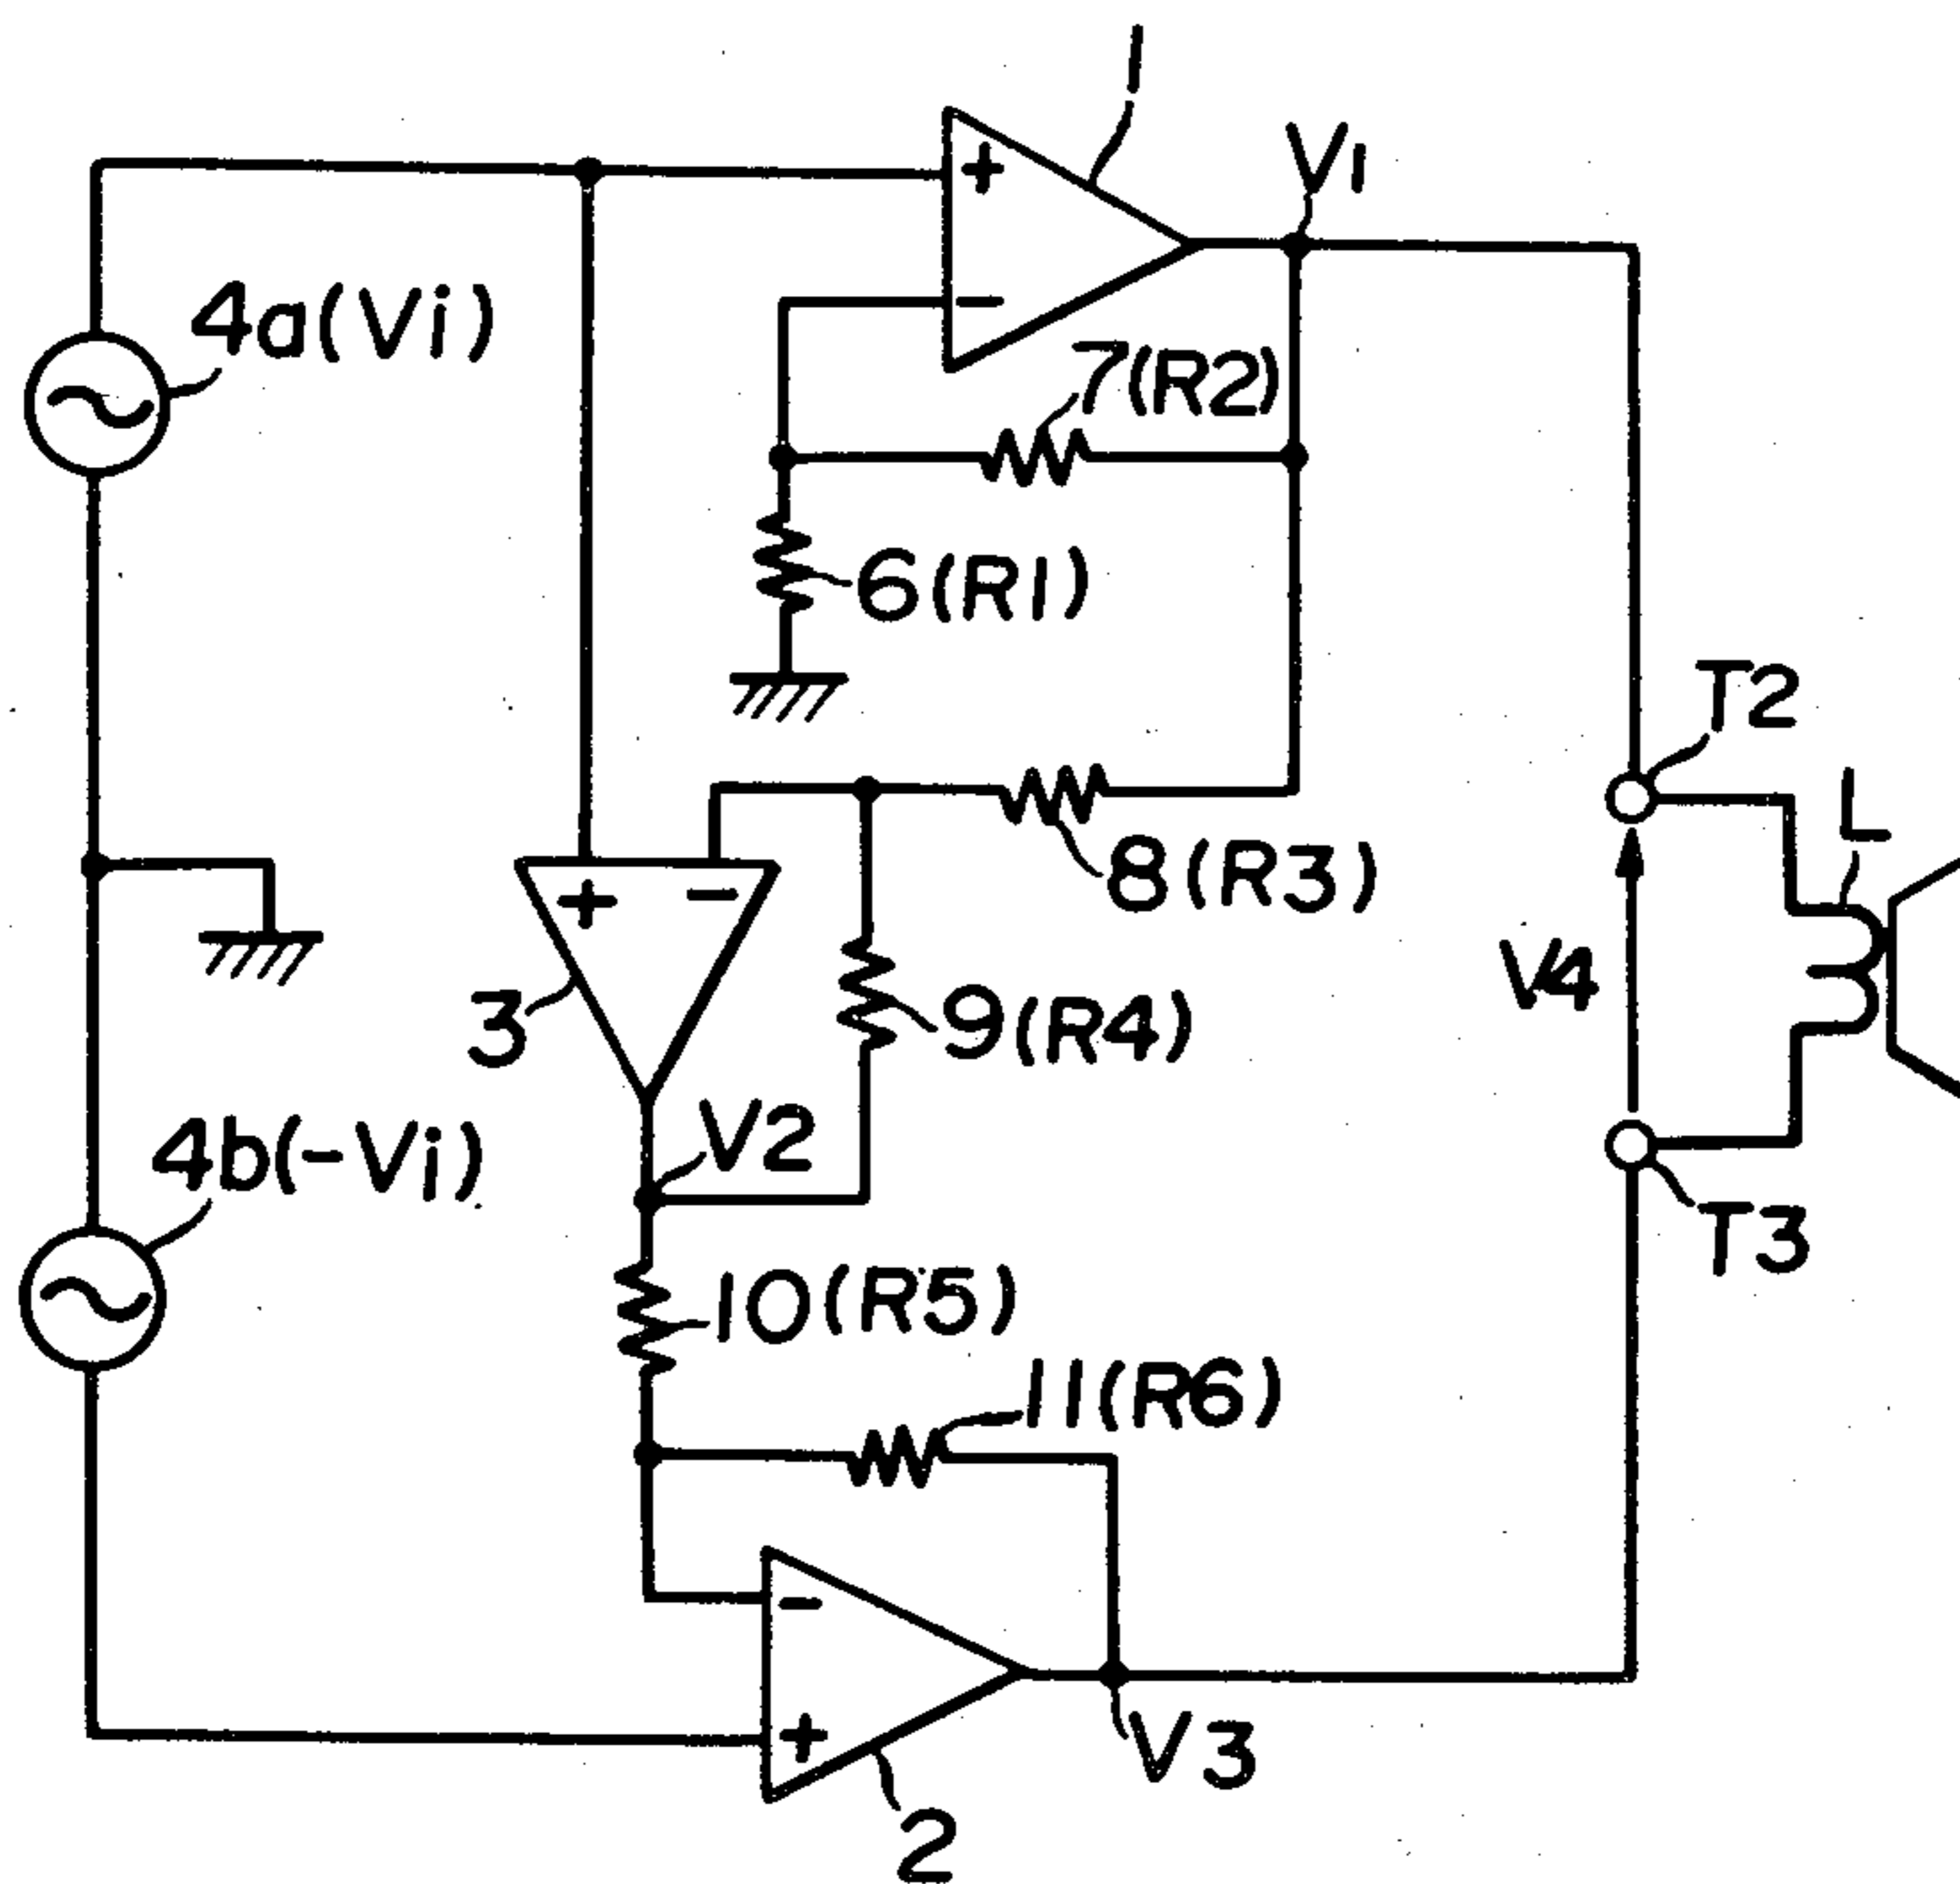 1
V1
+
4a(Vi)
−
7(R2)
6(R1)
T2
L
8(R3)
+ −
V4
3
9(R4)
V2
4b(-Vi)
T3
10(R5)
11(R6)
−
+
V3
2